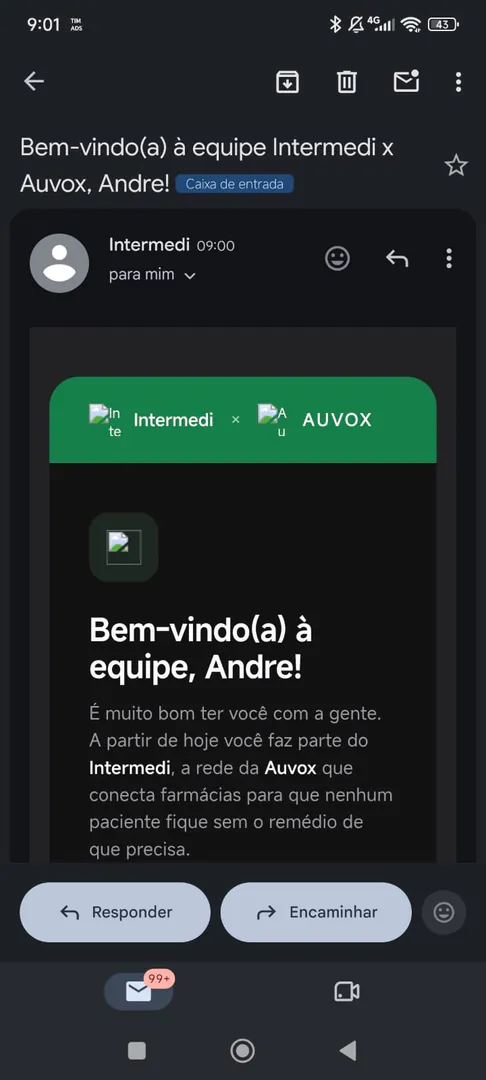 9:01 TIM ADS 4G 43
Bem-vindo(a) à equipe Intermedi x
Auvox, Andre! Caixa de entrada
Intermedi 09:00
para mim
In
te
Intermedi × 
Au
AUVOX
Bem-vindo(a) à
equipe, Andre!
É muito bom ter você com a gente.
A partir de hoje você faz parte do
Intermedi, a rede da Auvox que
conecta farmácias para que nenhum
paciente fique sem o remédio de
que precisa.
Responder Encaminhar
99+